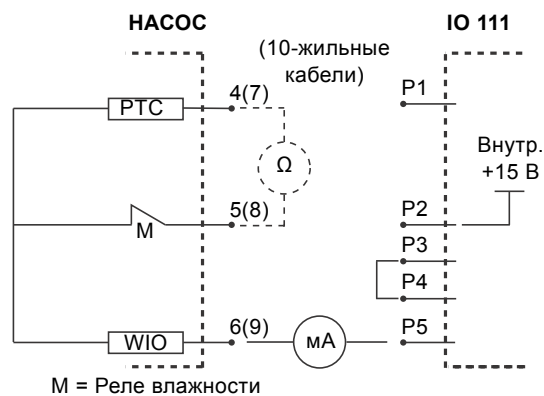 НАСОС
IO 111
(10-жильные
кабели)
PTC
4(7)
P1
Ω
Внутр.
+15 В
M
5(8)
P2
P3
P4
WIO
6(9)
мА
P5
М = Реле влажности